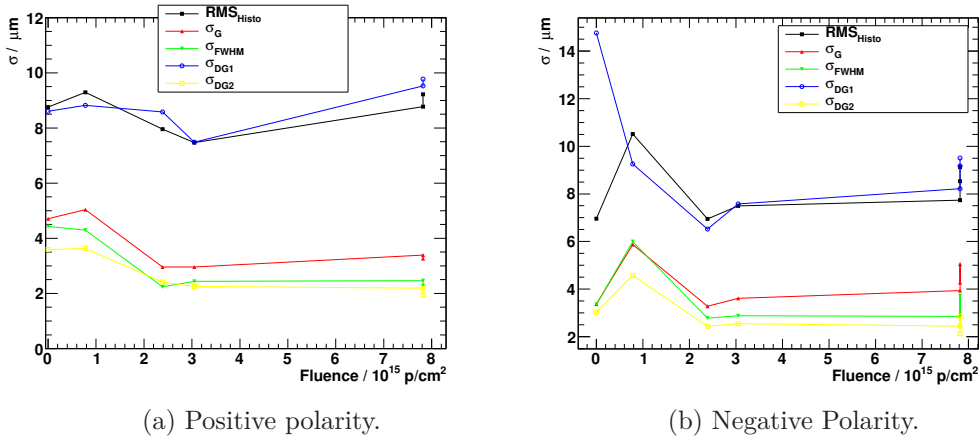 σ / μm
12
10
8
6
4
2
0
RMS_Histo
σ_G
σ_FWHM
σ_DG1
σ_DG2
0 1 2 3 4 5 6 7 8
Fluence / 10^15 p/cm^2
(a) Positive polarity.
σ / μm
14
12
10
8
6
4
2
RMS_Histo
σ_G
σ_FWHM
σ_DG1
σ_DG2
0 1 2 3 4 5 6 7 8
Fluence / 10^15 p/cm^2
(b) Negative Polarity.